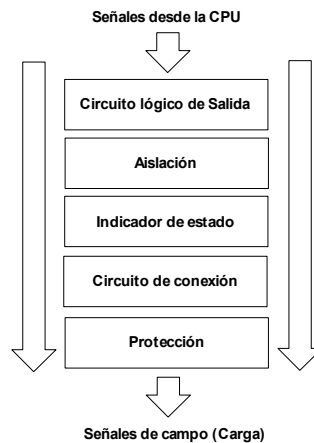 Señales desde la CPU
Circuito lógico de Salida
Aislación
Indicador de estado
Circuito de conexión
Protección
Señales de campo (Carga)